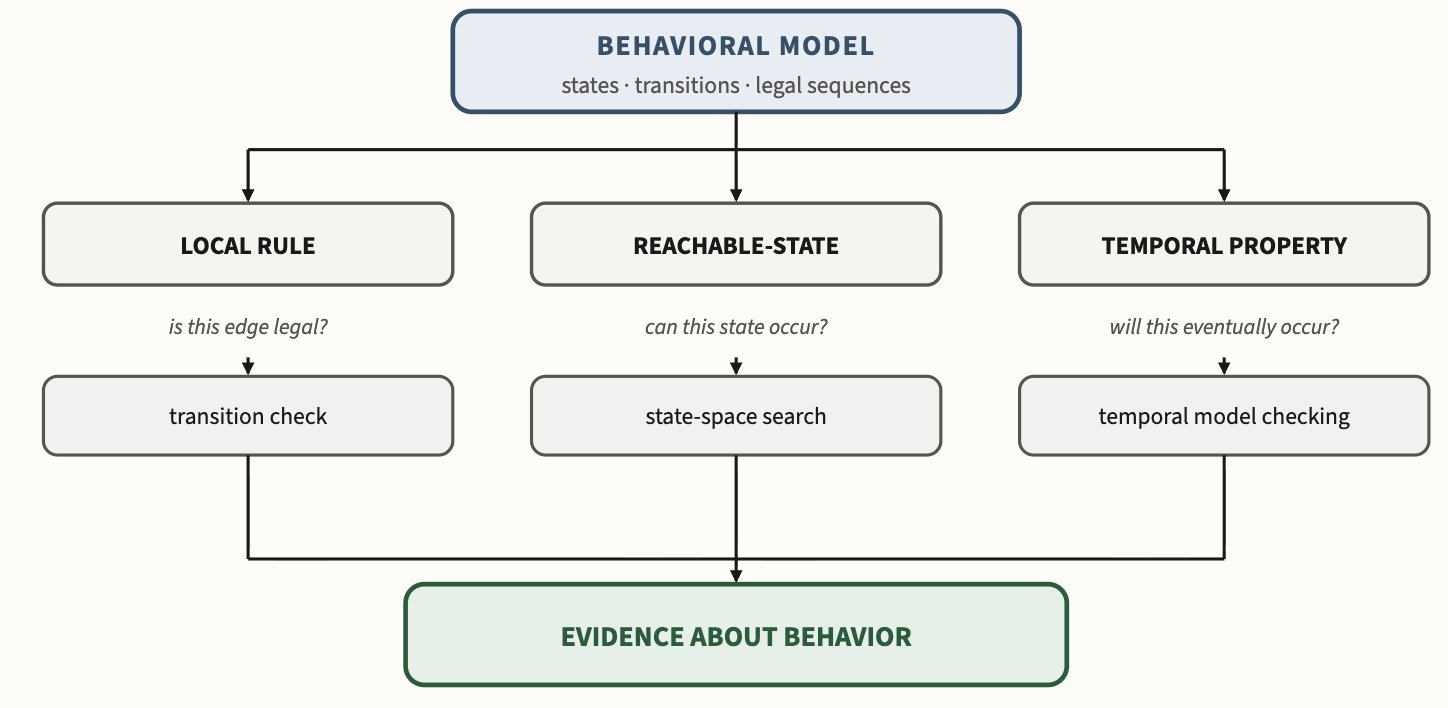 BEHAVIORAL MODEL
states · transitions · legal sequences
LOCAL RULE
REACHABLE-STATE
TEMPORAL PROPERTY
is this edge legal?
can this state occur?
will this eventually occur?
transition check
state-space search
temporal model checking
EVIDENCE ABOUT BEHAVIOR